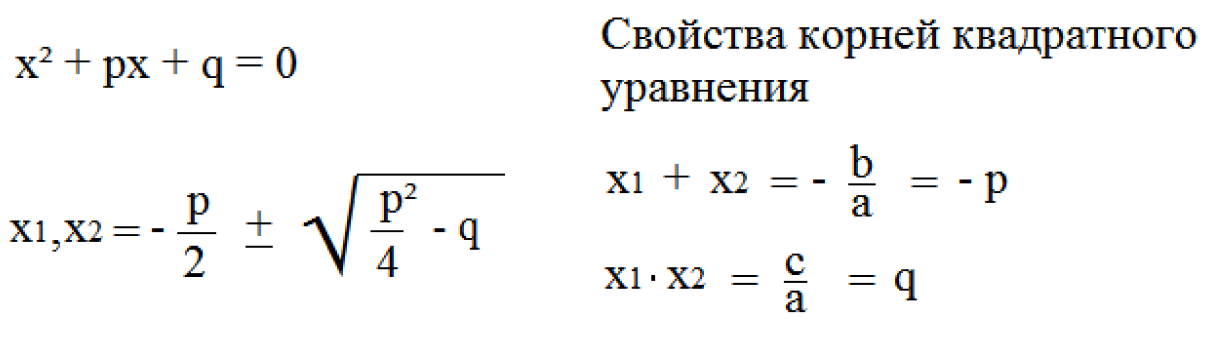 x² + px + q = 0
x1,x2 = - p/2 ± √(p²/4 - q)
Свойства корней квадратного
уравнения
x1 + x2 = - b/a = - p
x1 · x2 = c/a = q